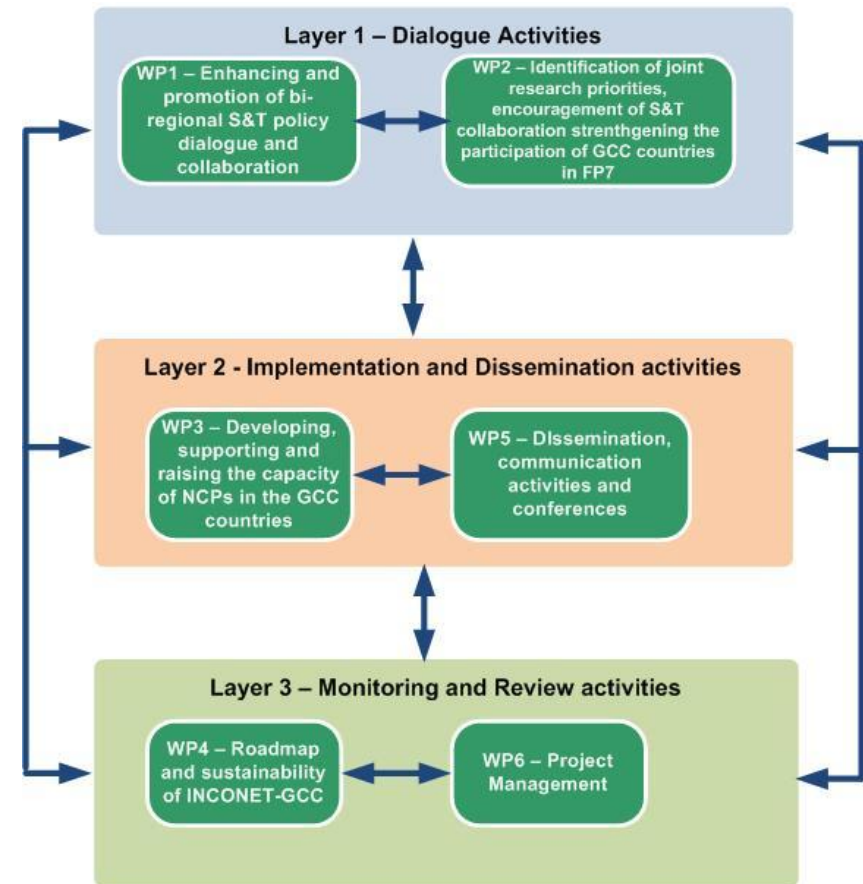 Layer 1 – Dialogue Activities
WP1 – Enhancing and
promotion of bi-
regional S&T policy
dialogue and
collaboration
WP2 – Identification of joint
research priorities,
encouragement of S&T
collaboration strenthgening the
participation of GCC countries
in FP7
Layer 2 - Implementation and Dissemination activities
WP3 – Developing,
supporting and
raising the capacity
of NCPs in the GCC
countries
WP5 – DIssemination,
communication
activities and
conferences
Layer 3 – Monitoring and Review activities
WP4 – Roadmap
and sustainability
of INCONET-GCC
WP6 – Project
Management